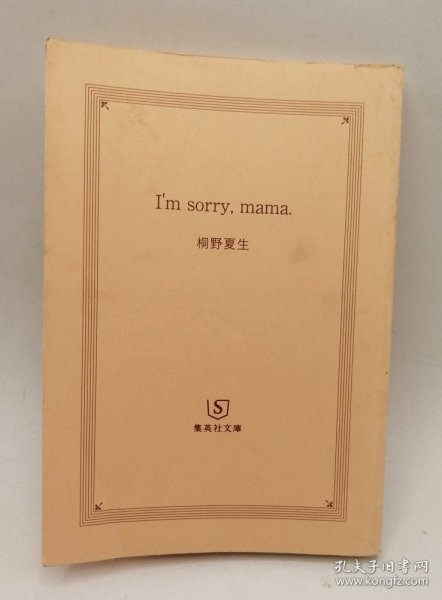 I'm sorry, mama.
桐野夏生
S
集英社文庫
孔夫子旧书网
www.kongfz.com